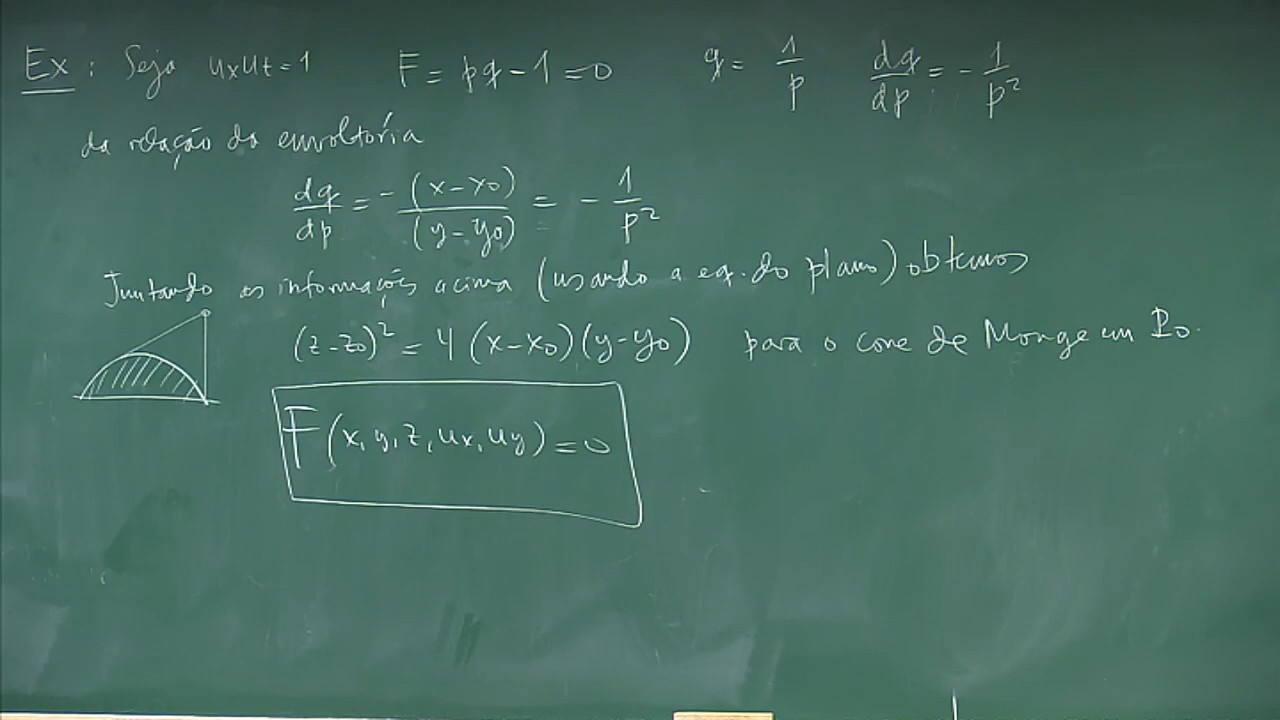 Ex: Seja uxut=1 F = pq-1=0 q = 1/p dq/dp = - 1/p²
da relação da envoltória
dq/dp = - (x-x₀)/(y-y₀) = - 1/p²
Juntando as informações acima (usando a eq. do plano) obtemos
(z-z₀)² = 4 (x-x₀)(y-y₀) para o cone de Monge em P₀.
F(x, y, z, ux, uy) = 0